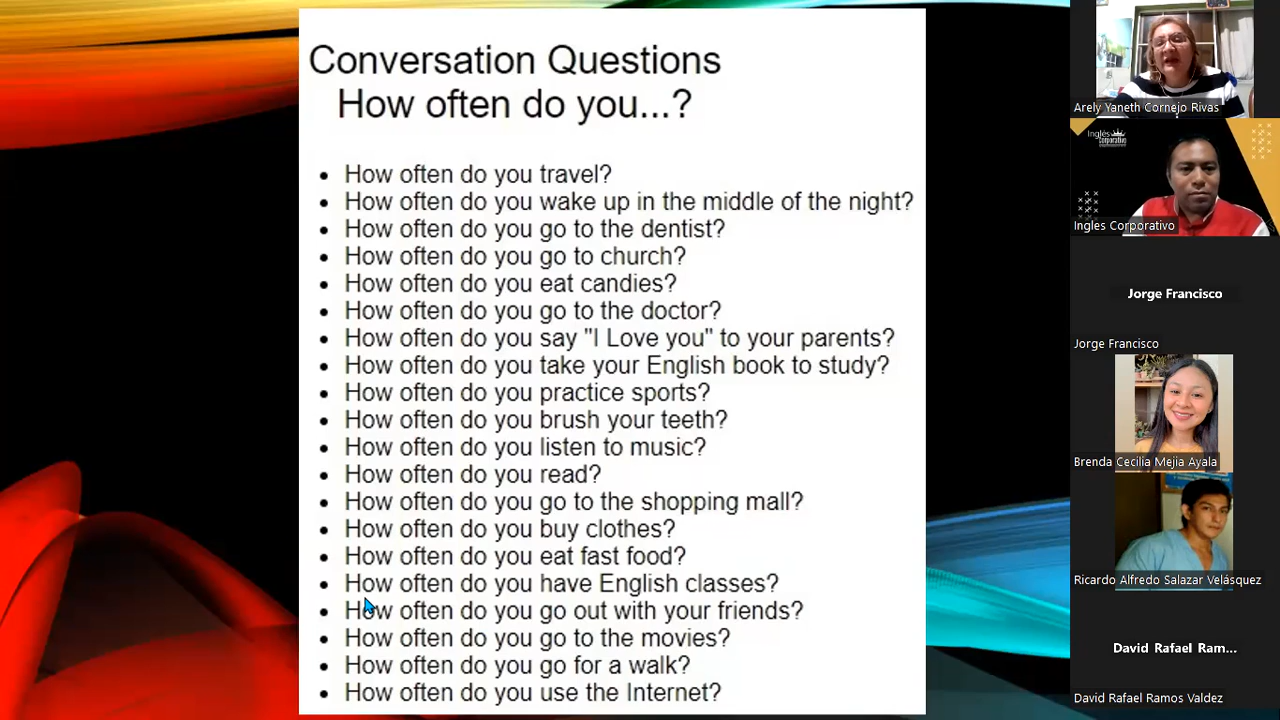 Conversation Questions
How often do you...?
• How often do you travel?
• How often do you wake up in the middle of the night?
• How often do you go to the dentist?
• How often do you go to church?
• How often do you eat candies?
• How often do you go to the doctor?
• How often do you say "I Love you" to your parents?
• How often do you take your English book to study?
• How often do you practice sports?
• How often do you brush your teeth?
• How often do you listen to music?
• How often do you read?
• How often do you go to the shopping mall?
• How often do you buy clothes?
• How often do you eat fast food?
• How often do you have English classes?
• How often do you go out with your friends?
• How often do you go to the movies?
• How often do you go for a walk?
• How often do you use the Internet?
Arely Yaneth Cornejo Rivas
Inglés
Corporativo
Ingles Corporativo
Jorge Francisco
Jorge Francisco
Brenda Cecilia Mejia Ayala
Ricardo Alfredo Salazar Velásquez
David Rafael Ram...
David Rafael Ramos Valdez